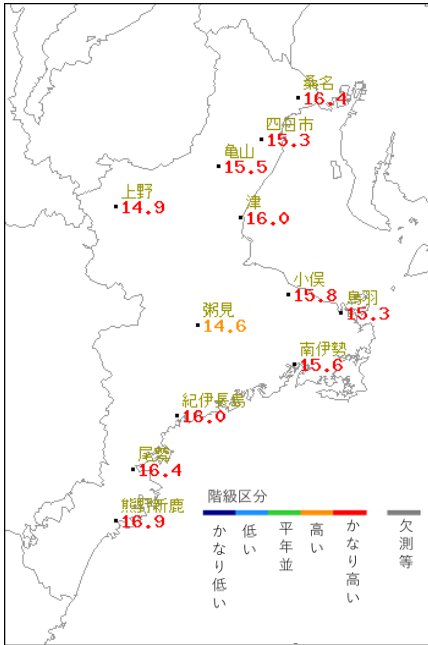 桑名
16.4
四日市
15.3
亀山
15.5
上野
14.9
津
16.0
小俣
15.8
鳥羽
15.3
粥見
14.6
南伊勢
15.6
紀伊長島
16.0
尾鷲
16.4
熊野新鹿
16.9
階級区分
かなり低い
低い
平年並
高い
かなり高い
欠測等